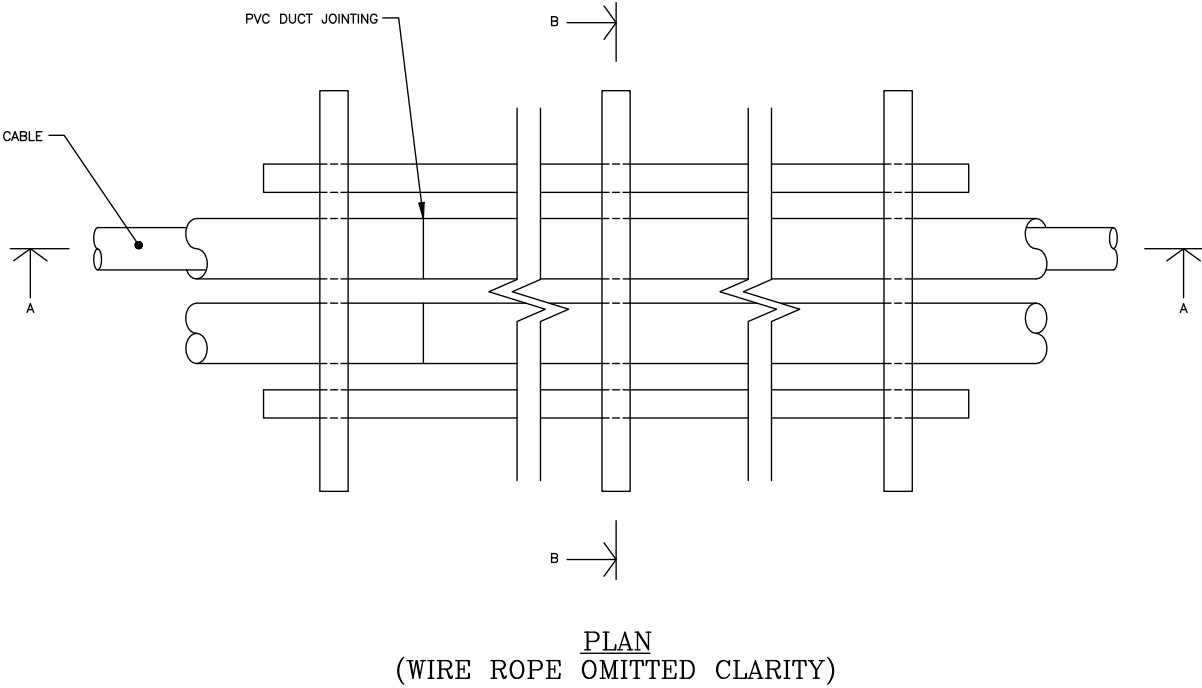 PVC DUCT JOINTING
B
CABLE
A
A
B
PLAN
(WIRE ROPE OMITTED CLARITY)